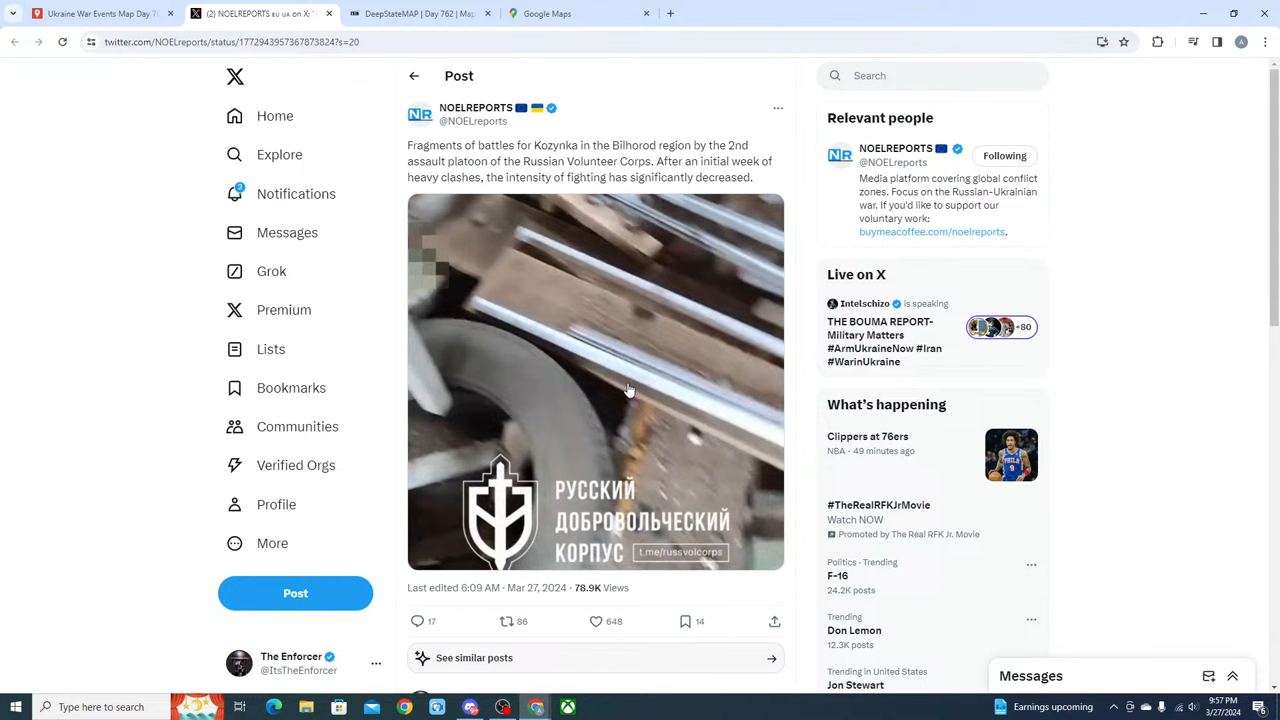 Ukraine War Events Map Day 7
(2) NOELREPORTS EU UA on X: "
DeepStateMAP | Day 762 | Map
Google Maps
twitter.com/NOELreports/status/1772943957367873824?s=20
Post
Search
Home
Explore
2
Notifications
Messages
Grok
Premium
Lists
Bookmarks
Communities
Verified Orgs
Profile
More
Post
The Enforcer
@ItsTheEnforcer
NR
NOELREPORTS
@NOELreports
Fragments of battles for Kozynka in the Bilhorod region by the 2nd
assault platoon of the Russian Volunteer Corps. After an initial week of
heavy clashes, the intensity of fighting has significantly decreased.
РУССКИЙ
ДОБРОВОЛЬЧЕСКИЙ
КОРПУС t.me/russvolcorps
Last edited 6:09 AM · Mar 27, 2024 · 78.9K Views
17 86 648 14
See similar posts
Relevant people
NR
NOELREPORTS
@NOELreports
Following
Media platform covering global conflict
zones. Focus on the Russian-Ukrainian
war. If you'd like to support our
voluntary work:
buymeacoffee.com/noelreports.
Live on X
Intelschizo is speaking
THE BOUMA REPORT-
Military Matters
#ArmUkraineNow #Iran
#WarinUkraine
+80
What's happening
Clippers at 76ers
NBA · 49 minutes ago
#TheRealRFKJrMovie
Watch NOW
Promoted by The Real RFK Jr. Movie
Politics · Trending
F-16
24.2K posts
Trending
Don Lemon
12.3K posts
Trending in United States
Jon Stewart
Messages
Type here to search
Earnings upcoming
9:57 PM
3/27/2024